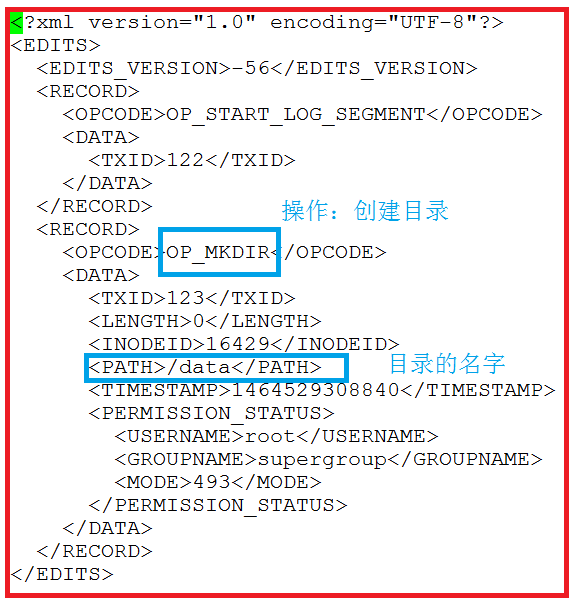 <?xml version="1.0" encoding="UTF-8"?>
<EDITS>
  <EDITS_VERSION>-56</EDITS_VERSION>
  <RECORD>
    <OPCODE>OP_START_LOG_SEGMENT</OPCODE>
    <DATA>
      <TXID>122</TXID>
    </DATA>
  </RECORD>
操作：创建目录
  <RECORD>
    <OPCODE>OP_MKDIR</OPCODE>
    <DATA>
      <TXID>123</TXID>
      <LENGTH>0</LENGTH>
      <INODEID>16429</INODEID>
      <PATH>/data</PATH>
目录的名字
      <TIMESTAMP>1464529308840</TIMESTAMP>
      <PERMISSION_STATUS>
        <USERNAME>root</USERNAME>
        <GROUPNAME>supergroup</GROUPNAME>
        <MODE>493</MODE>
      </PERMISSION_STATUS>
    </DATA>
  </RECORD>
</EDITS>